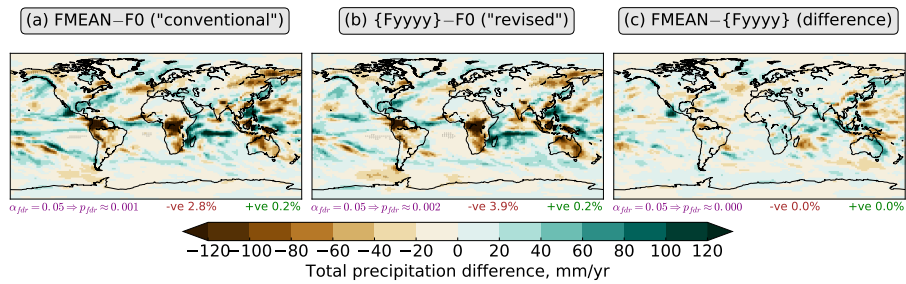 (a) FMEAN−F0 ("conventional")
(b) {Fyyyy}−F0 ("revised")
(c) FMEAN−{Fyyyy} (difference)
α_fdr = 0.05 ⇒ p_fdr ≈ 0.001 -ve 2.8% +ve 0.2%
α_fdr = 0.05 ⇒ p_fdr ≈ 0.002 -ve 3.9% +ve 0.2%
α_fdr = 0.05 ⇒ p_fdr ≈ 0.000 -ve 0.0% +ve 0.0%
−120 −100 −80 −60 −40 −20 0 20 40 60 80 100 120
Total precipitation difference, mm/yr